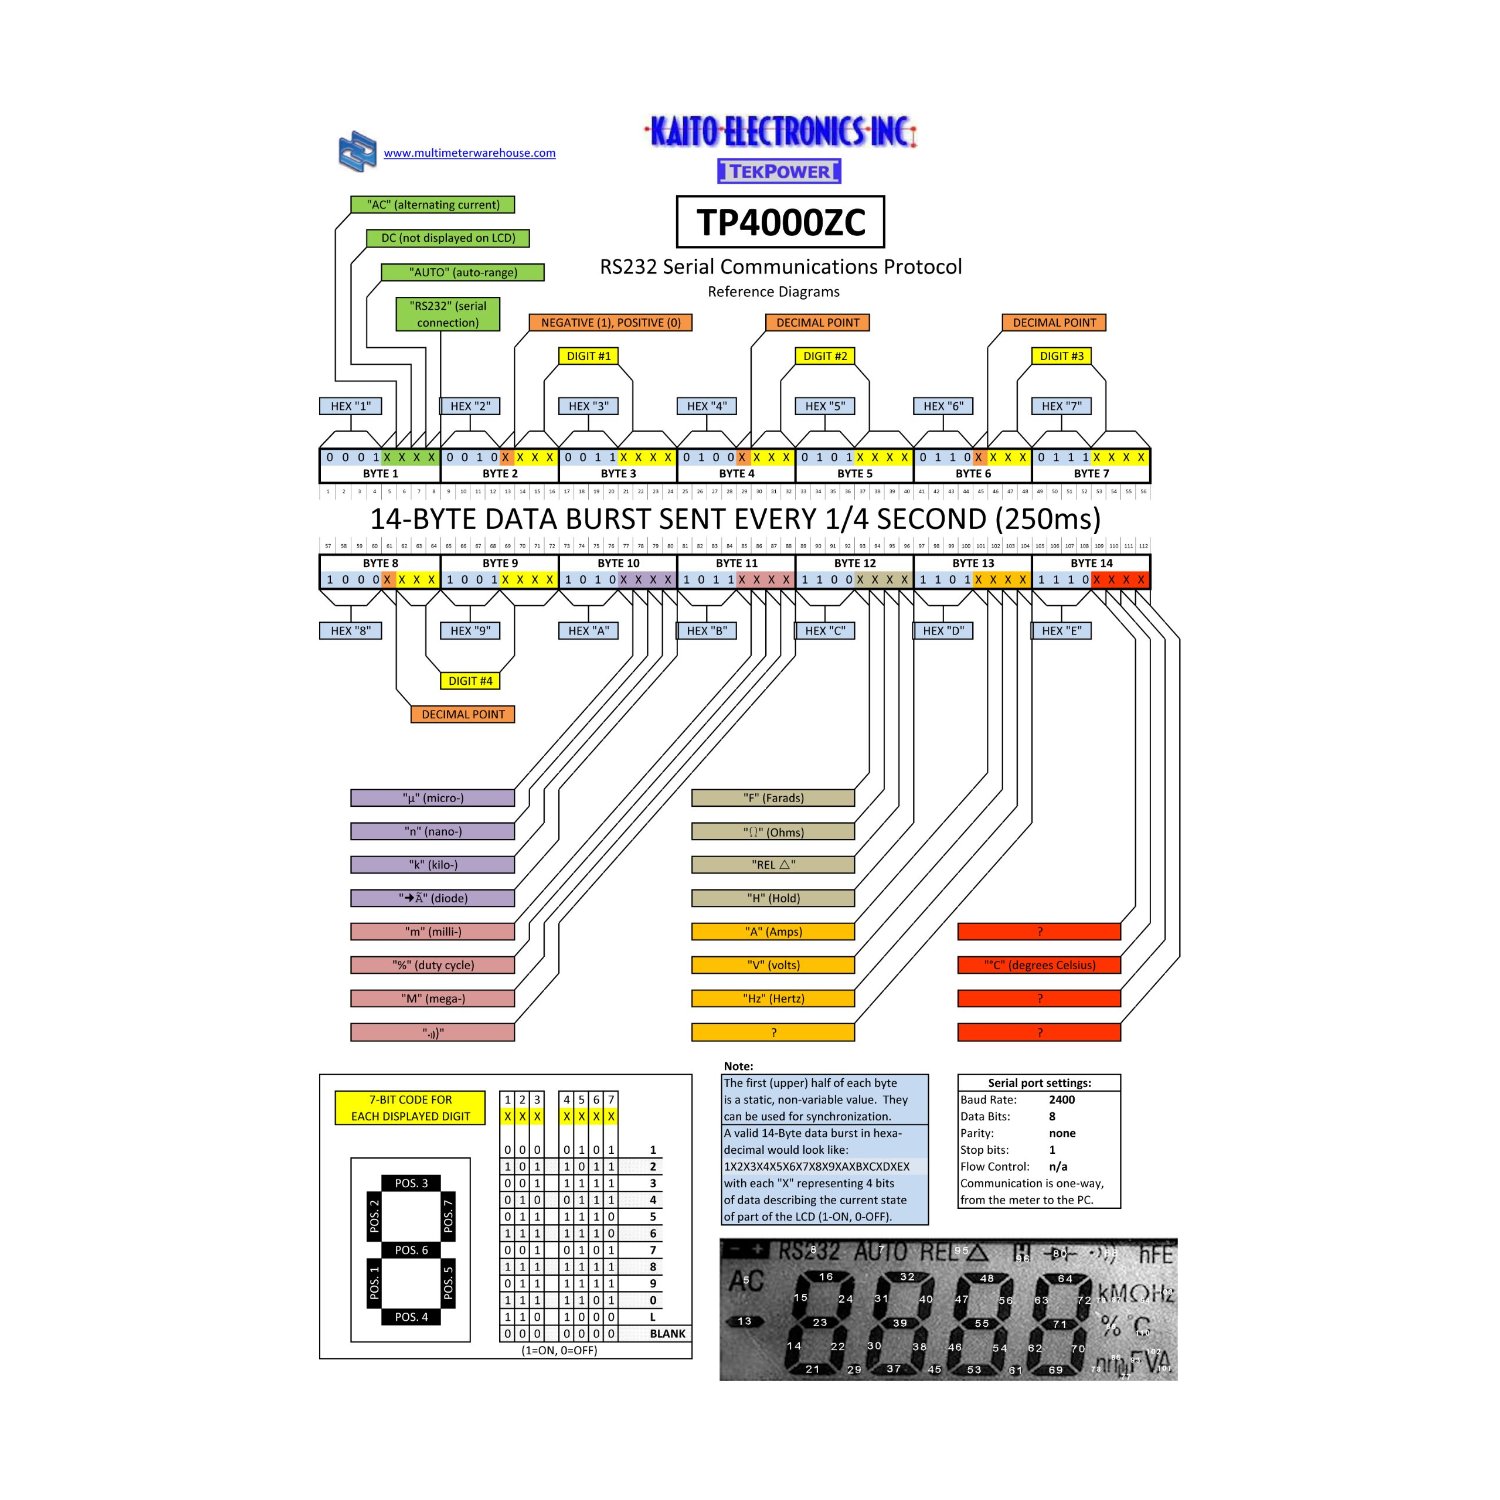 KAITO ELECTRONICS INC.
www.multimeterwarehouse.com
TEKPOWER
TP4000ZC
RS232 Serial Communications Protocol
Reference Diagrams
"AC" (alternating current)
DC (not displayed on LCD)
"AUTO" (auto-range)
"RS232" (serial
connection)
NEGATIVE (1), POSITIVE (0)
DECIMAL POINT
DECIMAL POINT
DIGIT #1
DIGIT #2
DIGIT #3
HEX "1"
HEX "2"
HEX "3"
HEX "4"
HEX "5"
HEX "6"
HEX "7"
0 0 0 1 X X X X 0 0 1 0 X X X X 0 0 1 1 X X X X 0 1 0 0 X X X X 0 1 0 1 X X X X 0 1 1 0 X X X X 0 1 1 1 X X X X
BYTE 1 BYTE 2 BYTE 3 BYTE 4 BYTE 5 BYTE 6 BYTE 7
1 2 3 4 5 6 7 8 9 10 11 12 13 14 15 16 17 18 19 20 21 22 23 24 25 26 27 28 29 30 31 32 33 34 35 36 37 38 39 40 41 42 43 44 45 46 47 48 49 50 51 52 53 54 55 56
14-BYTE DATA BURST SENT EVERY 1/4 SECOND (250ms)
57 58 59 60 61 62 63 64 65 66 67 68 69 70 71 72 73 74 75 76 77 78 79 80 81 82 83 84 85 86 87 88 89 90 91 92 93 94 95 96 97 98 99 100 101 102 103 104 105 106 107 108 109 110 111 112
BYTE 8 BYTE 9 BYTE 10 BYTE 11 BYTE 12 BYTE 13 BYTE 14
1 0 0 0 X X X X 1 0 0 1 X X X X 1 0 1 0 X X X X 1 0 1 1 X X X X 1 1 0 0 X X X X 1 1 0 1 X X X X 1 1 1 0 X X X X
HEX "8"
HEX "9"
HEX "A"
HEX "B"
HEX "C"
HEX "D"
HEX "E"
DIGIT #4
DECIMAL POINT
"µ" (micro-)
"n" (nano-)
"k" (kilo-)
"➔Ã" (diode)
"m" (milli-)
"%" (duty cycle)
"M" (mega-)
"·))"
"F" (Farads)
"Ω" (Ohms)
"REL △"
"H" (Hold)
"A" (Amps)
"V" (volts)
"Hz" (Hertz)
?
?
"°C" (degrees Celsius)
?
?
7-BIT CODE FOR
EACH DISPLAYED DIGIT
POS. 3
POS. 2
POS. 7
POS. 6
POS. 1
POS. 5
POS. 4
1 2 3 4 5 6 7
X X X X X X X
0 0 0 0 1 0 1 1
1 0 1 1 0 1 1 2
0 0 1 1 1 1 1 3
0 1 0 0 1 1 1 4
0 1 1 1 1 1 0 5
1 1 1 1 1 1 0 6
0 0 1 0 1 0 1 7
1 1 1 1 1 1 1 8
0 1 1 1 1 1 1 9
1 1 1 1 1 0 1 0
1 1 0 1 0 0 0 L
0 0 0 0 0 0 0 BLANK
(1=ON, 0=OFF)
Note:
The first (upper) half of each byte
is a static, non-variable value. They
can be used for synchronization.
A valid 14-Byte data burst in hexa-
decimal would look like:
1X2X3X4X5X6X7X8X9XAXBXCXDXEX
with each "X" representing 4 bits
of data describing the current state
of part of the LCD (1-ON, 0-OFF).
Serial port settings:
Baud Rate: 2400
Data Bits: 8
Parity: none
Stop bits: 1
Flow Control: n/a
Communication is one-way,
from the meter to the PC.
RS232 AUTO REL △ hFE
8 7 95 96 80 88
AC
5
16 32 48 64
15 24 31 40 47 56 63 72
kMΩHz
13 23 39 55 71
% °C
14 22 30 38 46 54 62 70
21 29 37 45 53 61 69
nmµFVA